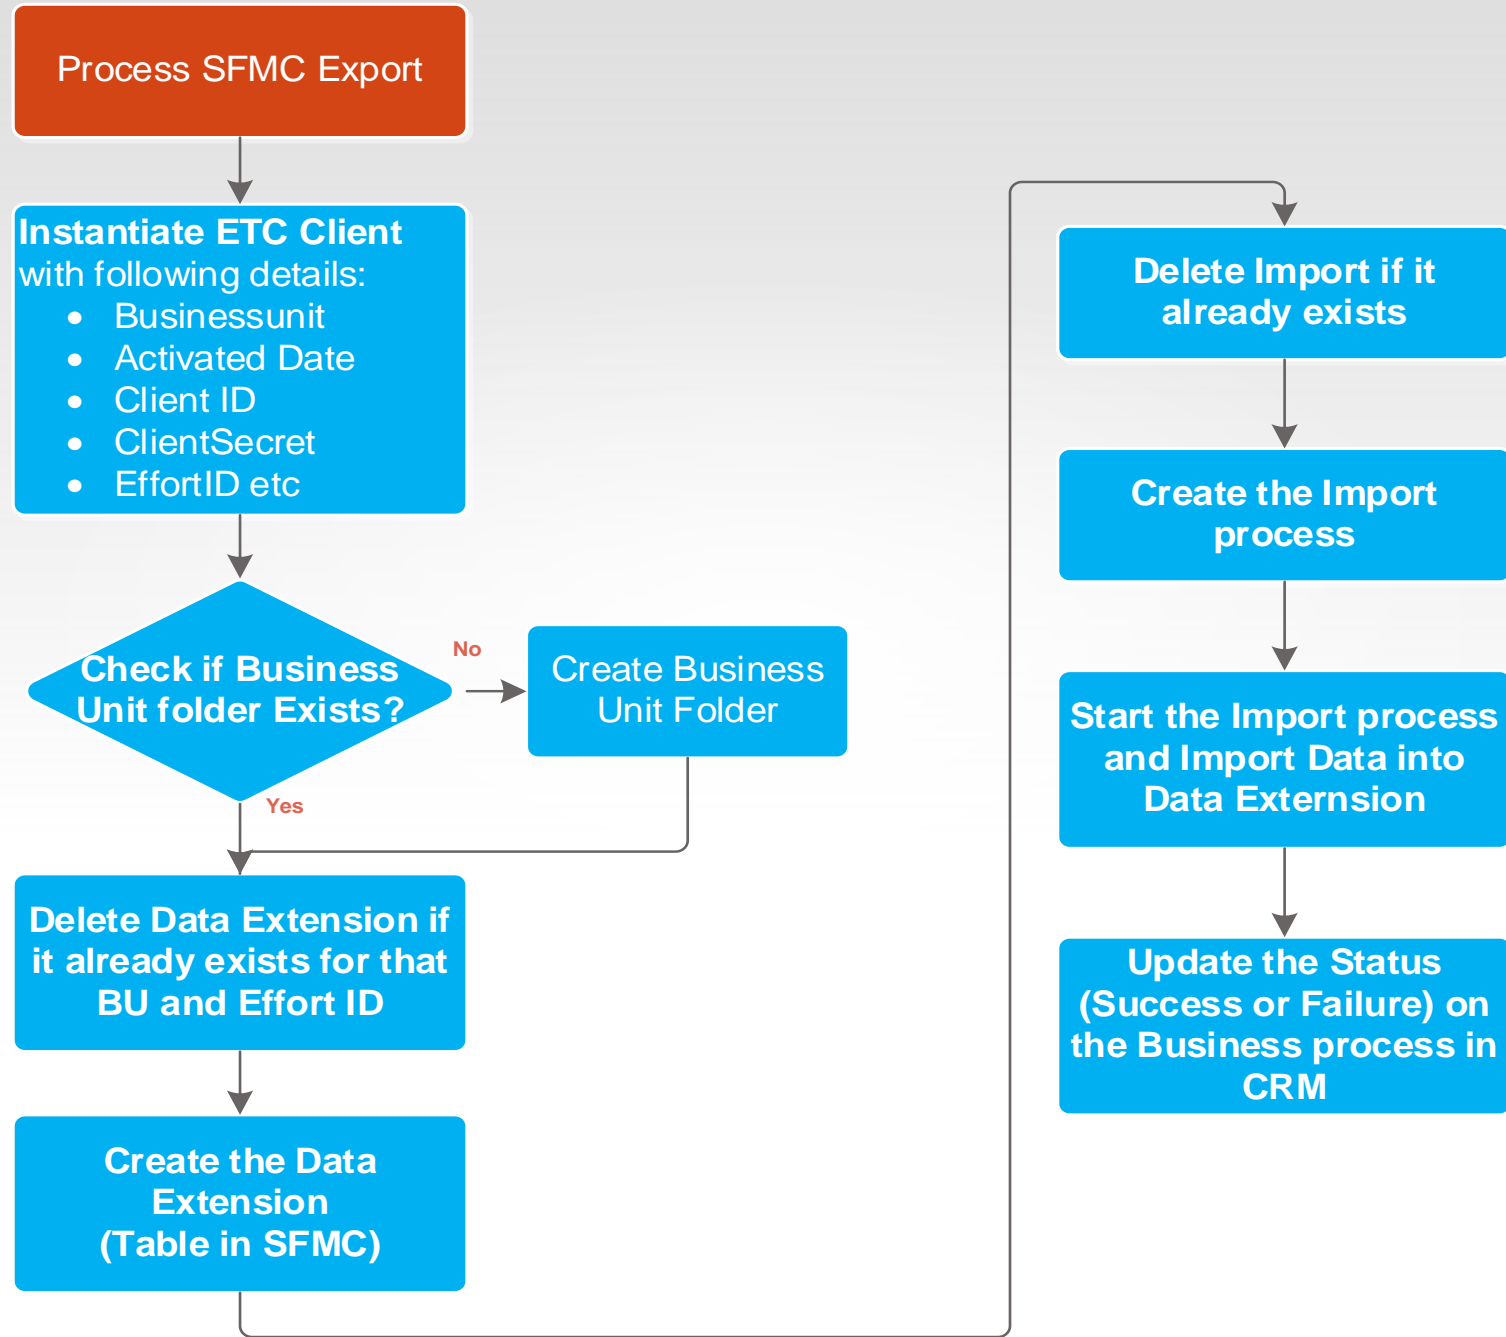 Process SFMC Export
Instantiate ETC Client
with following details:
• Businessunit
• Activated Date
• Client ID
• ClientSecret
• EffortID etc
Check if Business
Unit folder Exists?
No
Create Business
Unit Folder
Yes
Delete Data Extension if
it already exists for that
BU and Effort ID
Create the Data
Extension
(Table in SFMC)
Delete Import if it
already exists
Create the Import
process
Start the Import process
and Import Data into
Data Externsion
Update the Status
(Success or Failure) on
the Business process in
CRM